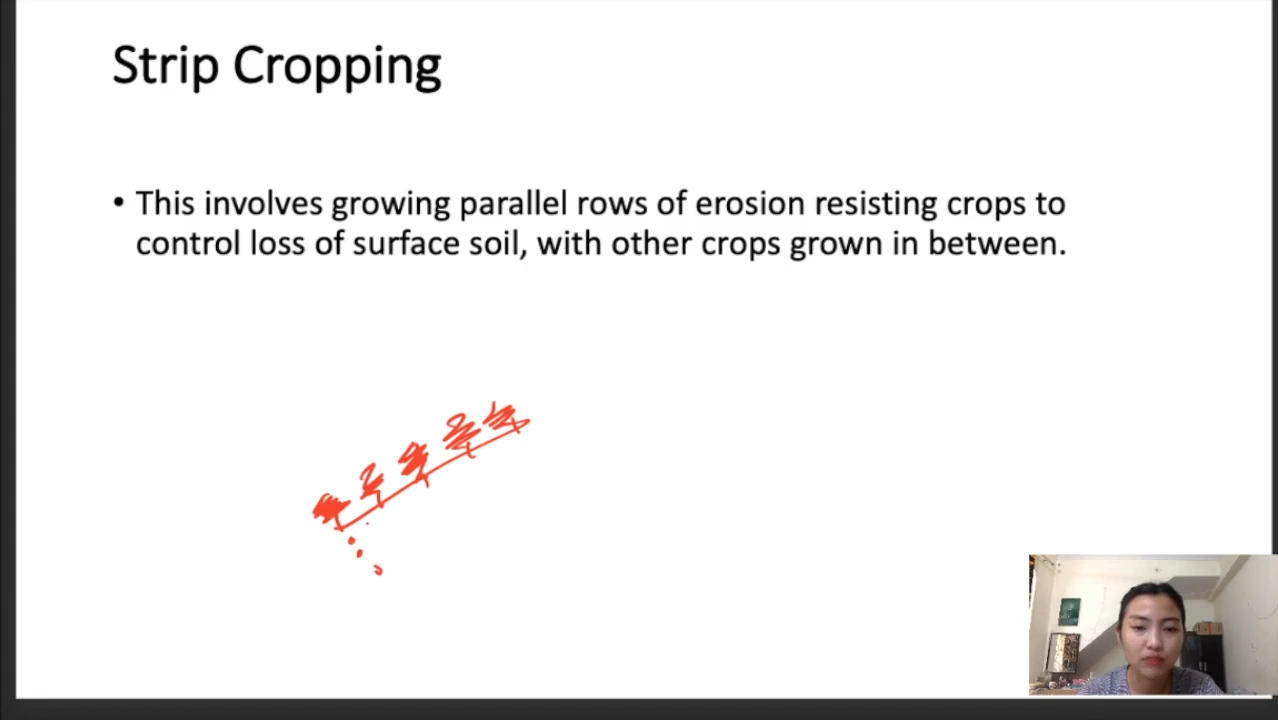 Strip Cropping
• This involves growing parallel rows of erosion resisting crops to
control loss of surface soil, with other crops grown in between.